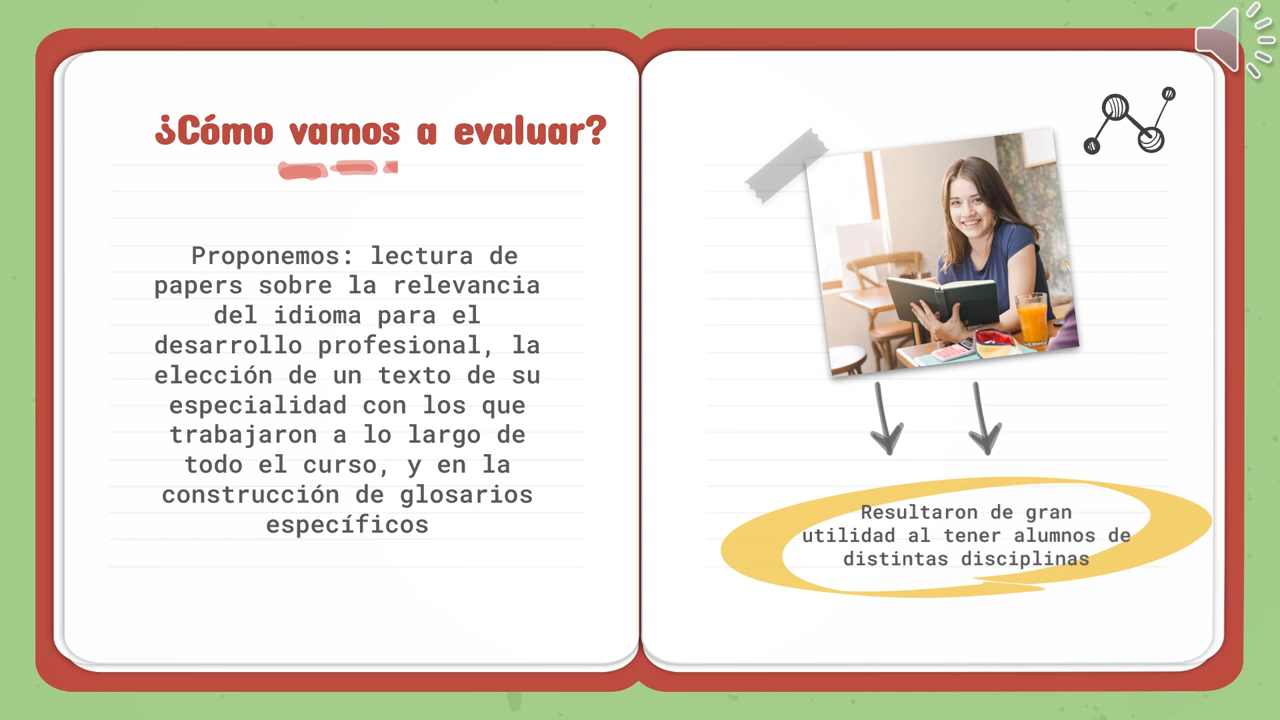 ¿Cómo vamos a evaluar?
Proponemos: lectura de
papers sobre la relevancia
del idioma para el
desarrollo profesional, la
elección de un texto de su
especialidad con los que
trabajaron a lo largo de
todo el curso, y en la
construcción de glosarios
específicos
Resultaron de gran
utilidad al tener alumnos de
distintas disciplinas